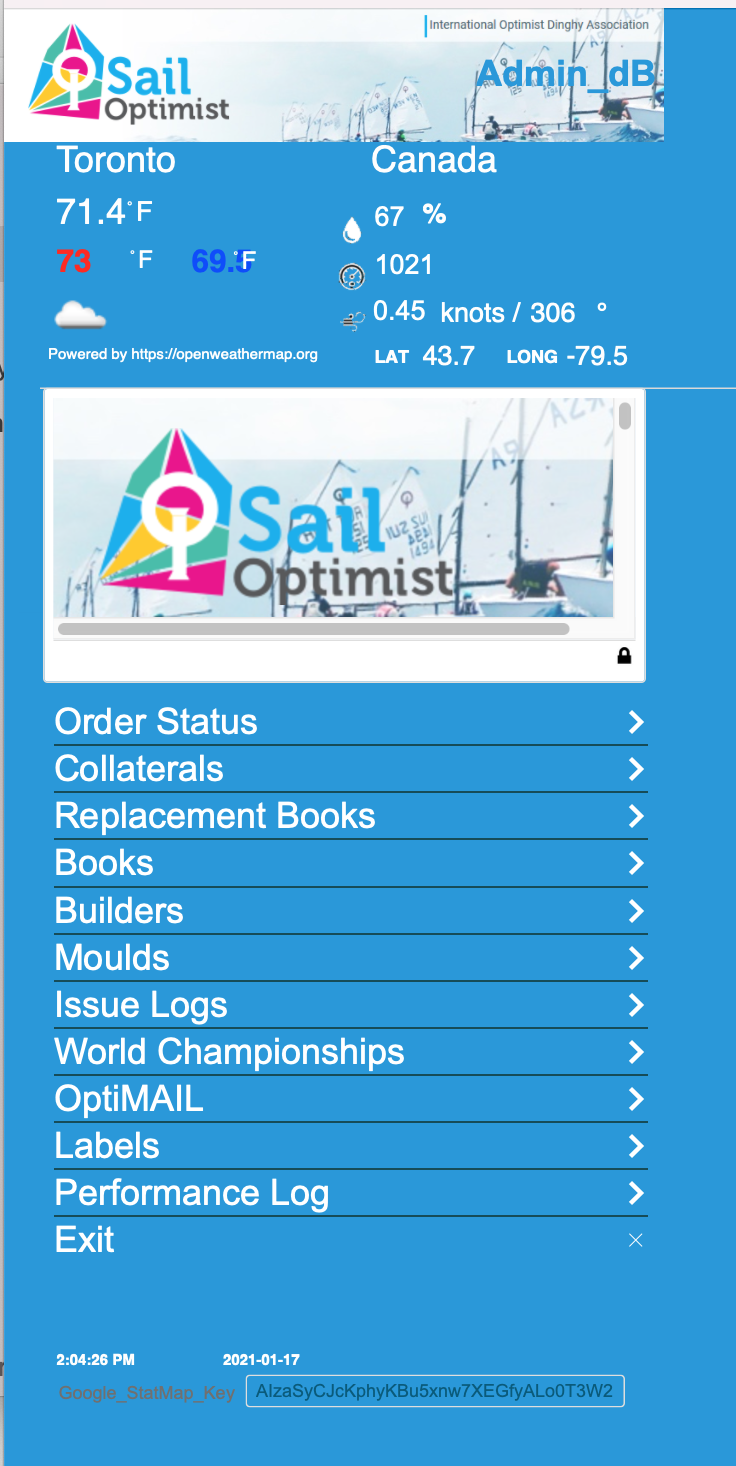 International Optimist Dinghy Association
Sail
Optimist
Admin_dB
Toronto Canada
71.4 °F
67 %
73 °F 69.5 °F
1021
0.45 knots / 306 °
Powered by https://openweathermap.org
LAT 43.7 LONG -79.5
Sail
Optimist
Order Status
Collaterals
Replacement Books
Books
Builders
Moulds
Issue Logs
World Championships
OptiMAIL
Labels
Performance Log
Exit
2:04:26 PM 2021-01-17
Google_StatMap_Key AIzaSyCJcKphyKBu5xnw7XEGfyALo0T3W2